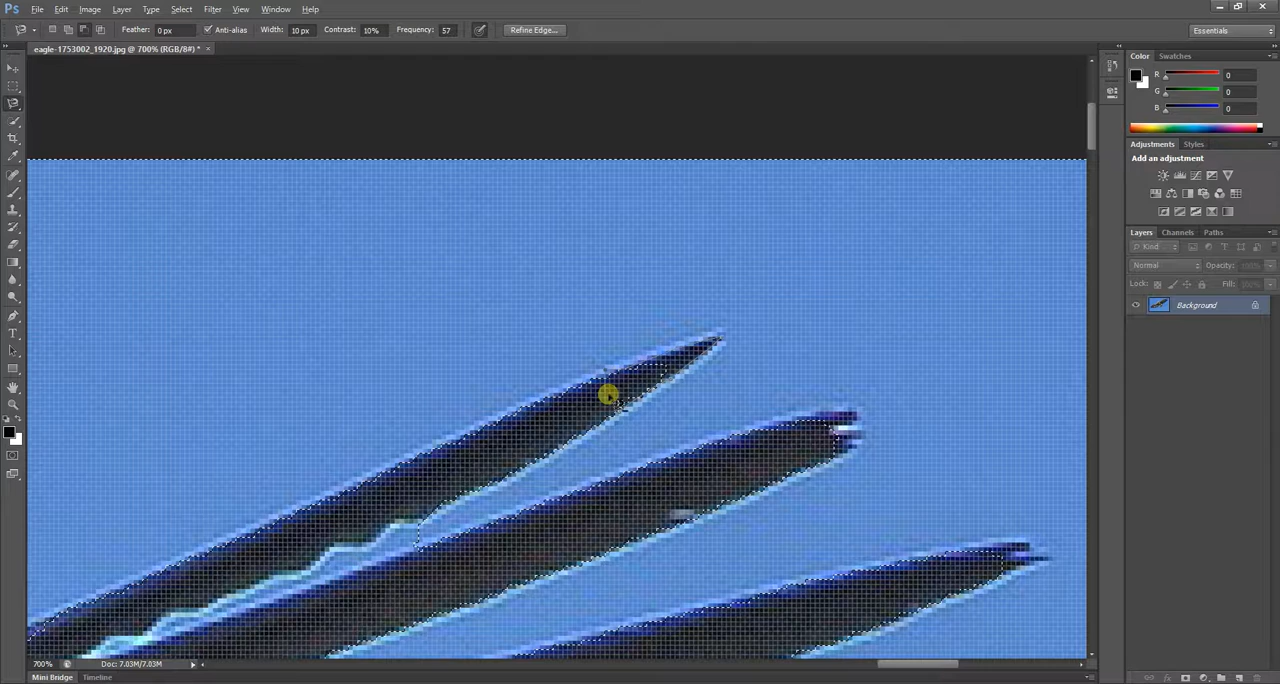 Ps File Edit Image Layer Type Select Filter View Window Help
Feather: 0 px Anti-alias Width: 10 px Contrast: 10% Frequency: 57 Refine Edge... Essentials
eagle-1753002_1920.jpg @ 700% (RGB/8#) * ×
Color Swatches
R 0
G 0
B 0
Adjustments Styles
Add an adjustment
Layers Channels Paths
Kind
Normal Opacity: 100%
Lock: Fill: 100%
Background
T
700% Doc: 7.03M/7.03M
Mini Bridge Timeline